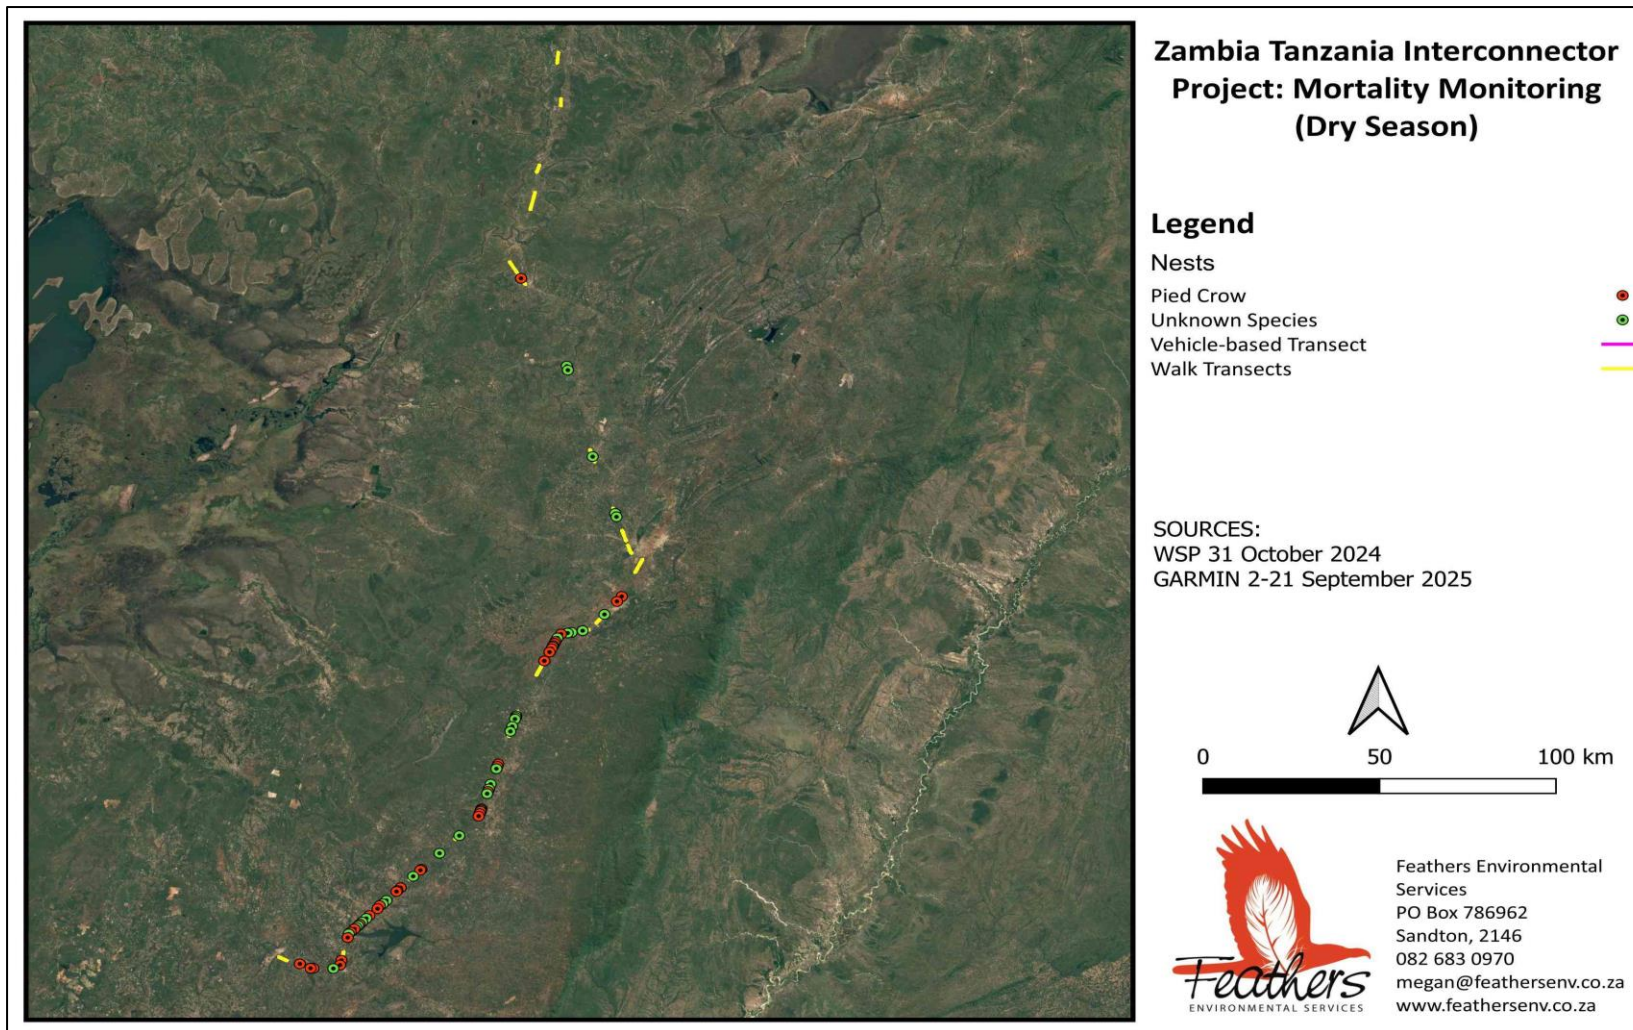 Zambia Tanzania Interconnector
Project: Mortality Monitoring
(Dry Season)
Legend
Nests
Pied Crow
Unknown Species
Vehicle-based Transect
Walk Transects
SOURCES:
WSP 31 October 2024
GARMIN 2-21 September 2025
0 50 100 km
Feathers
ENVIRONMENTAL SERVICES
Feathers Environmental
Services
PO Box 786962
Sandton, 2146
082 683 0970
megan@feathersenv.co.za
www.feathersenv.co.za